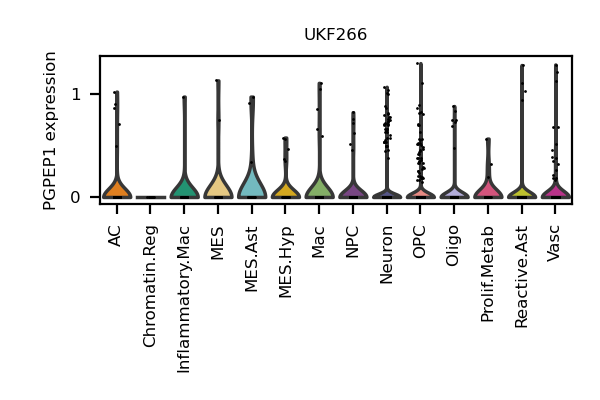 UKF266
PGPEP1 expression
1
0
AC
Chromatin.Reg
Inflammatory.Mac
MES
MES.Ast
MES.Hyp
Mac
NPC
Neuron
OPC
Oligo
Prolif.Metab
Reactive.Ast
Vasc